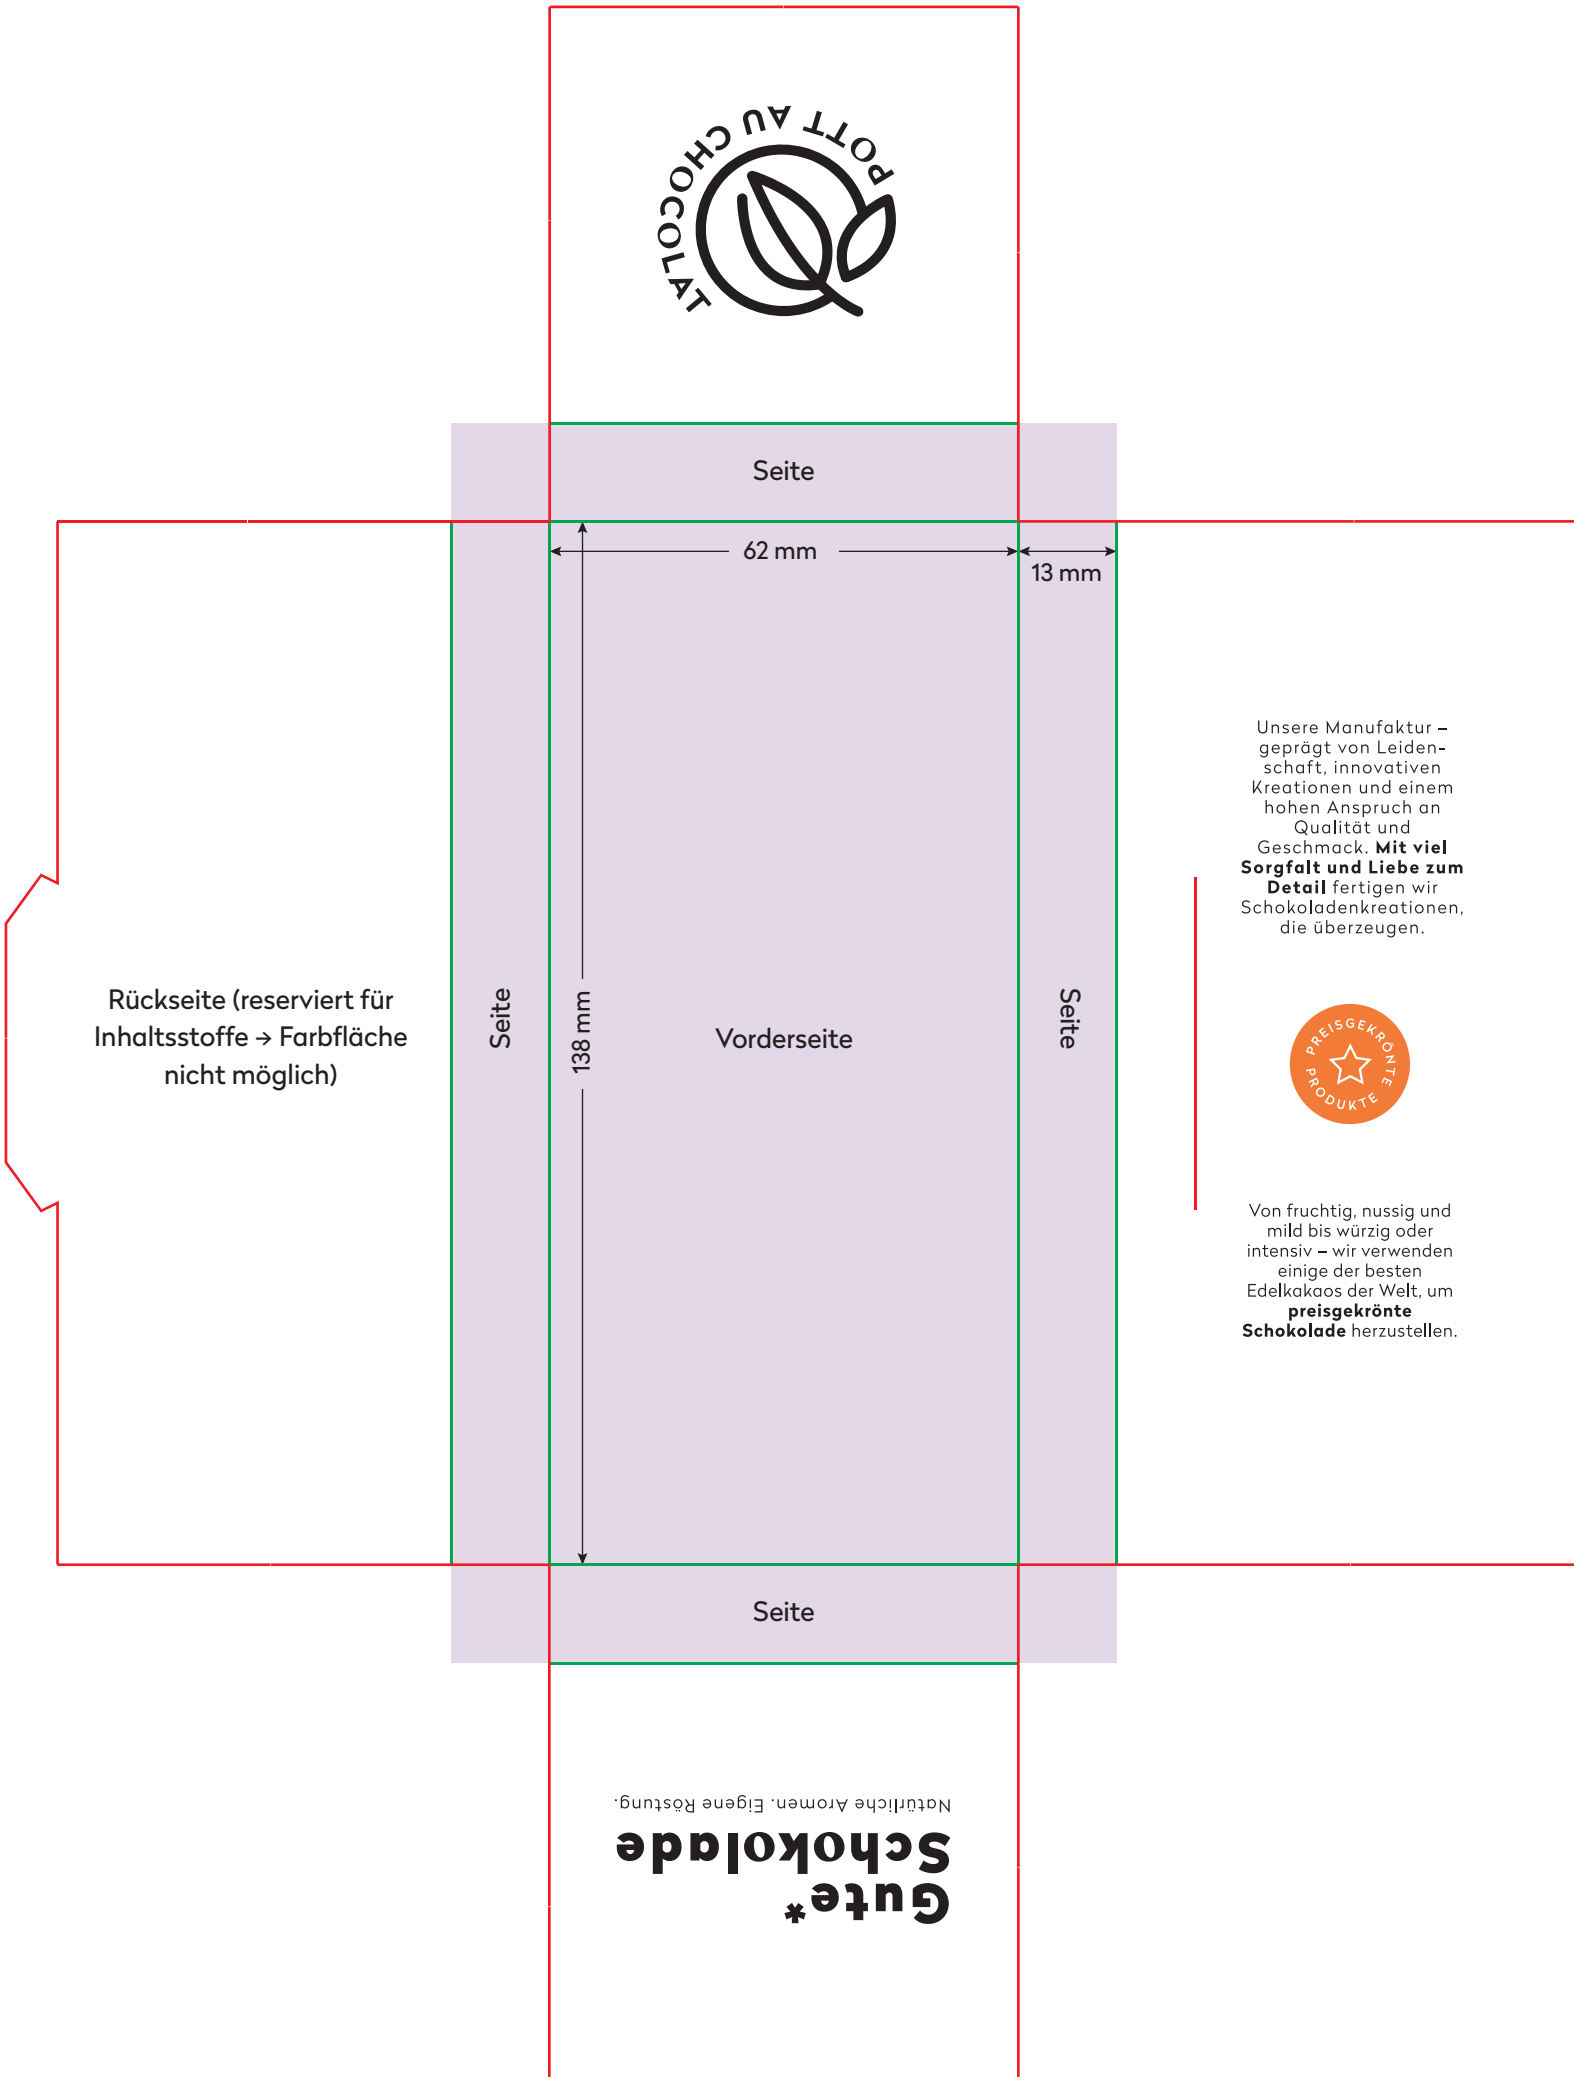 POTT AU CHOCOLAT
Seite
62 mm
13 mm
138 mm
Rückseite (reserviert für
Inhaltsstoffe → Farbfläche
nicht möglich)
Seite
Vorderseite
Seite
Unsere Manufaktur –
geprägt von Leiden-
schaft, innovativen
Kreationen und einem
hohen Anspruch an
Qualität und
Geschmack. Mit viel
Sorgfalt und Liebe zum
Detail fertigen wir
Schokoladenkreationen,
die überzeugen.
PREISGEKRÖNTE
PRODUKTE
Von fruchtig, nussig und
mild bis würzig oder
intensiv – wir verwenden
einige der besten
Edelkakaos der Welt, um
preisgekrönte
Schokolade herzustellen.
Seite
Gute*
Schokolade
Natürliche Aromen. Eigene Röstung.